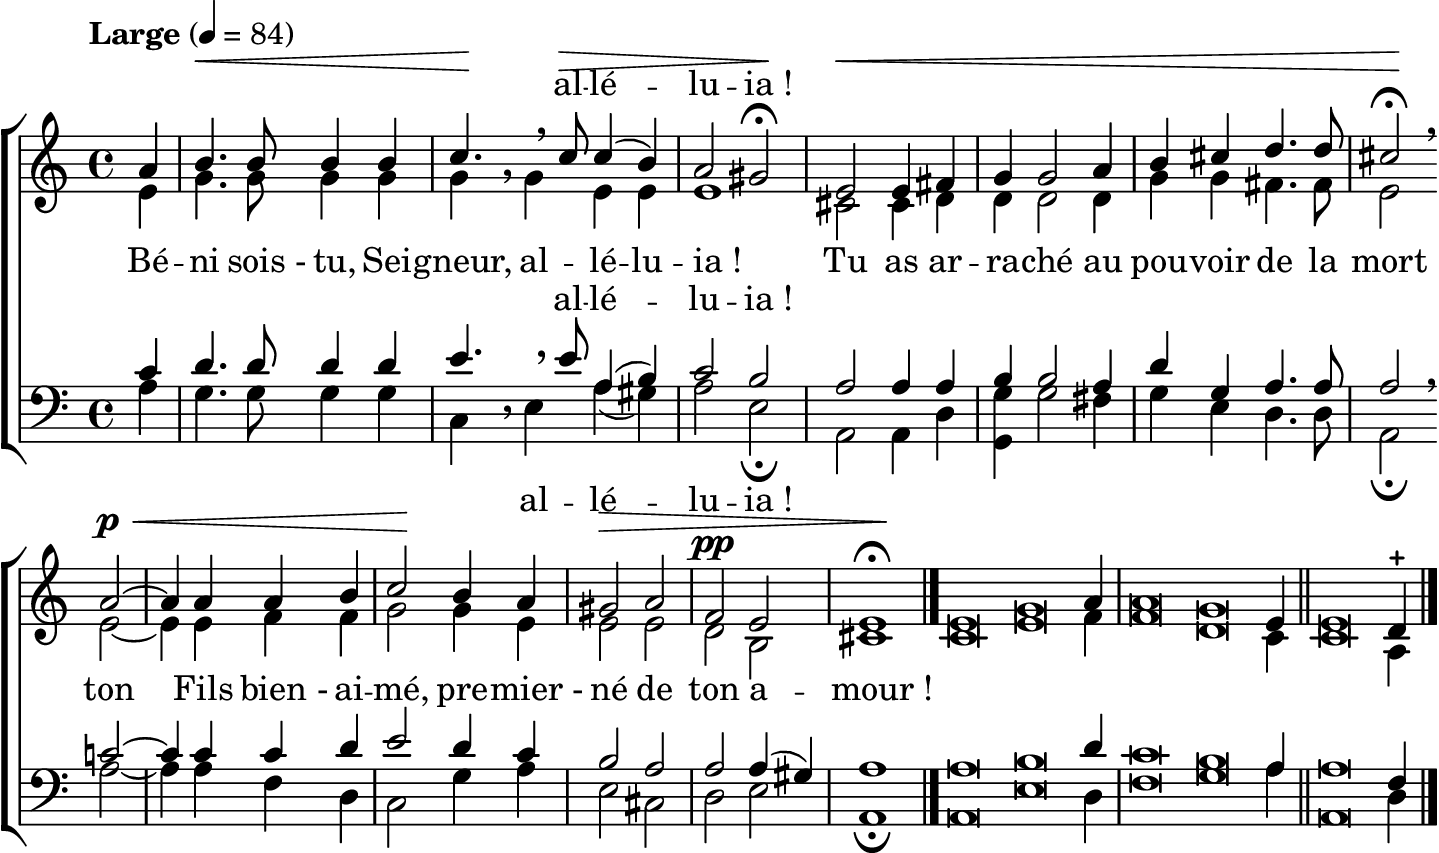 Large (♩ = 84)
al -- lé -- lu -- ia !
Bé -- ni sois - tu, Seigneur, al -- lé -- lu -- ia ! Tu as ar -- raché au pouvoir de la mort
al -- lé -- lu -- ia !
al -- lé -- lu -- ia !
p
pp
ton Fils bien - ai -- mé, premier - né de ton a -- mour !